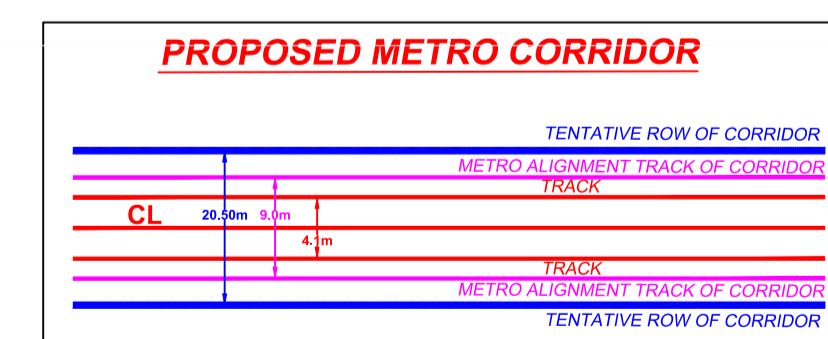 PROPOSED METRO CORRIDOR
TENTATIVE ROW OF CORRIDOR
METRO ALIGNMENT TRACK OF CORRIDOR
TRACK
CL
20.50m
9.0m
4.1m
TRACK
METRO ALIGNMENT TRACK OF CORRIDOR
TENTATIVE ROW OF CORRIDOR